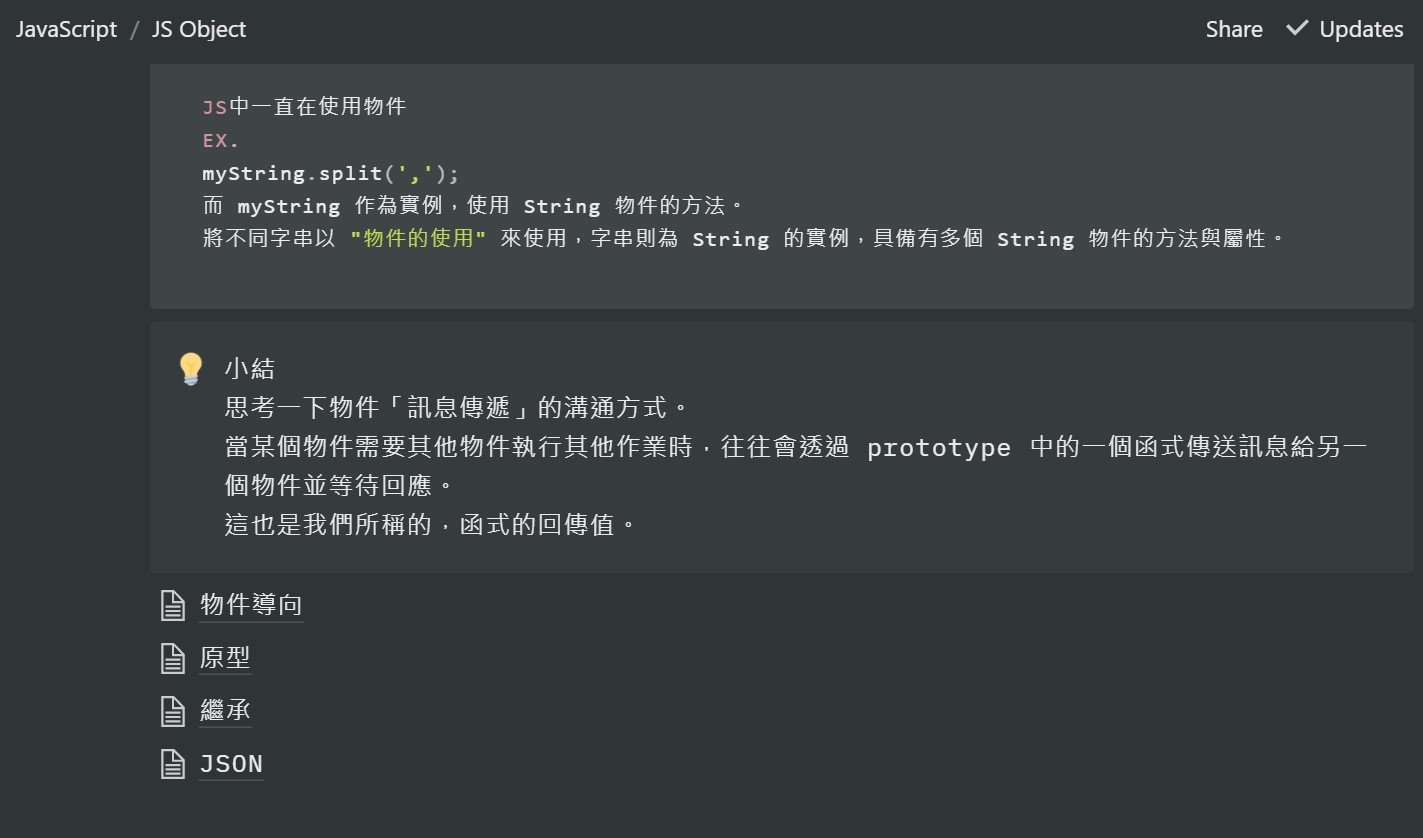 JavaScript / JS Object
Share ✓ Updates
JS中一直在使用物件
EX.
myString.split(',');
而 myString 作為實例，使用 String 物件的方法。
將不同字串以 "物件的使用" 來使用，字串則為 String 的實例，具備有多個 String 物件的方法與屬性。
小結
思考一下物件「訊息傳遞」的溝通方式。
當某個物件需要其他物件執行其他作業時，往往會透過 prototype 中的一個函式傳送訊息給另一
個物件並等待回應。
這也是我們所稱的，函式的回傳值。
物件導向
原型
繼承
JSON